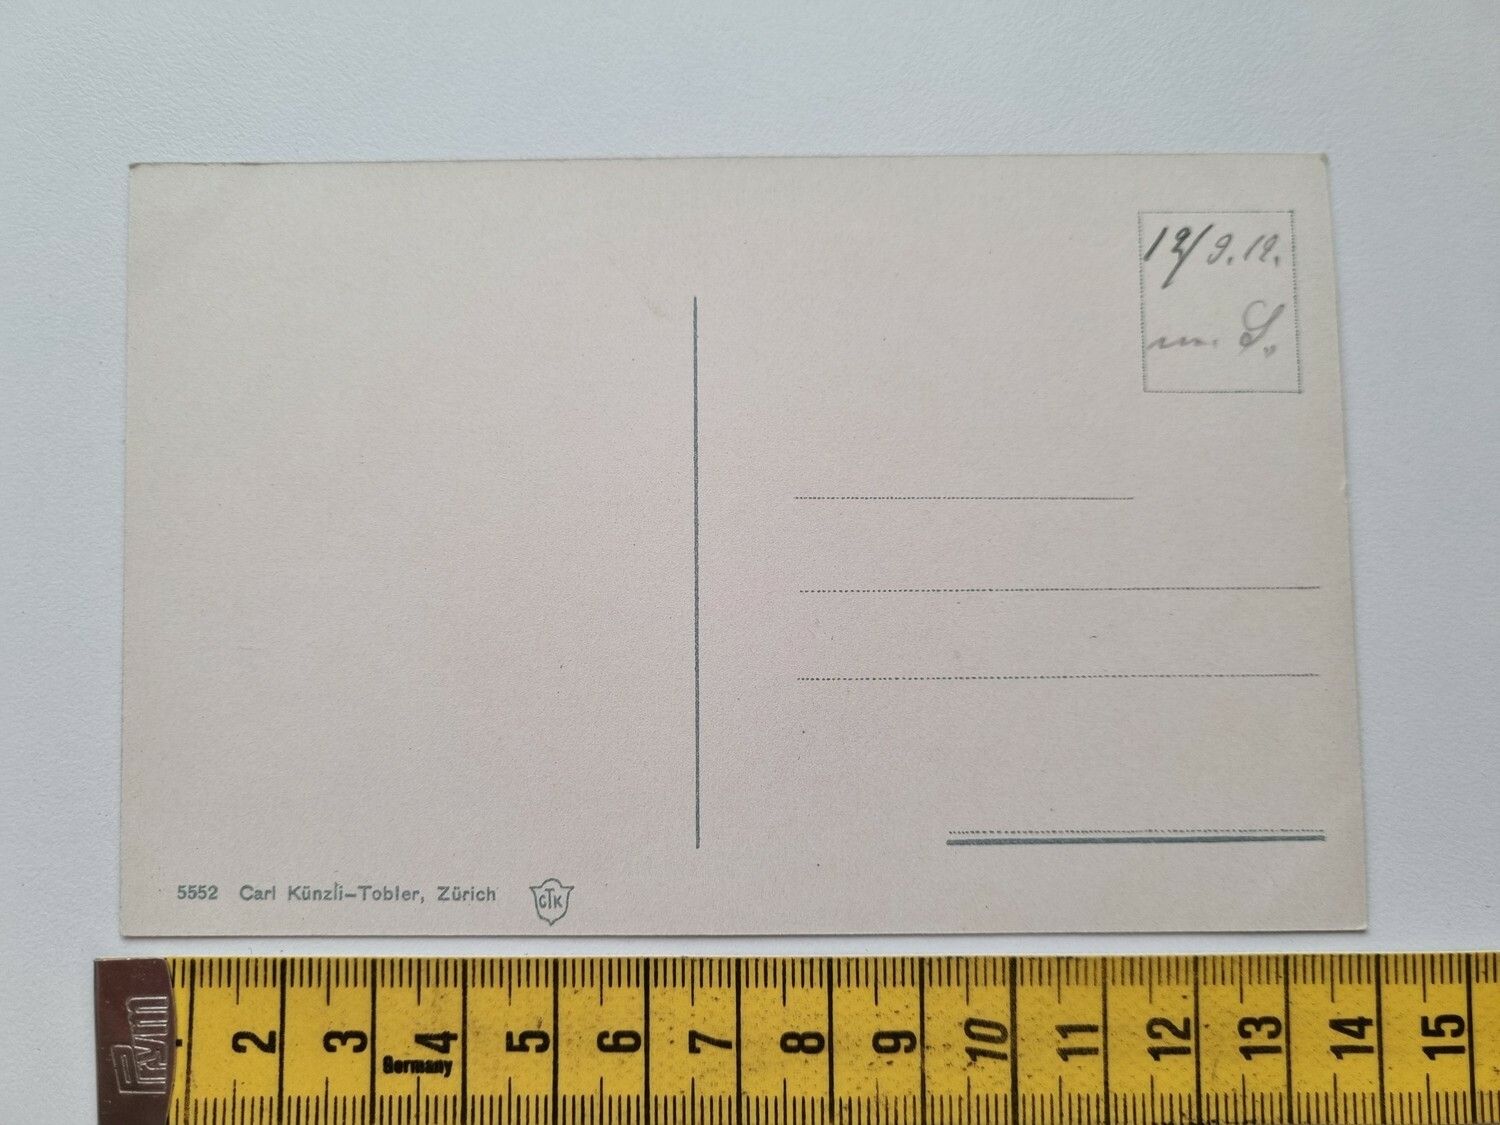 12/9.12.
m. S.
5552 Carl Künzli-Tobler, Zürich
CTK
Prym
2 3 4 5 6 7 8 9 10 11 12 13 14 15
Germany